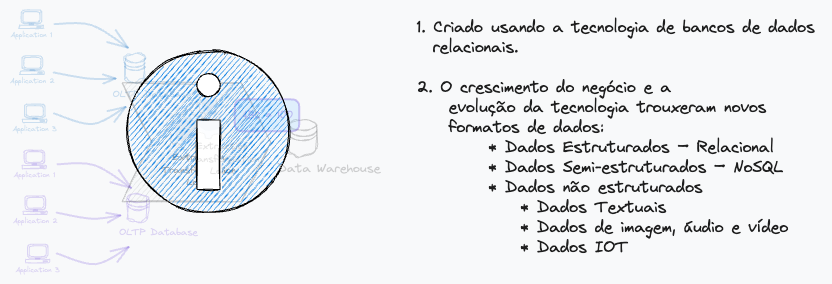 Application 1
Application 2
Application 3
Application 1
Application 2
OLTP Database
Application 3
Data Warehouse
1. Criado usando a tecnologia de bancos de dados
relacionais.
2. O crescimento do negócio e a
evolução da tecnologia trouxeram novos
formatos de dados:
* Dados Estruturados → Relacional
* Dados Semi-estruturados → NoSQL
* Dados não estruturados
* Dados Textuais
* Dados de imagem, áudio e vídeo
* Dados IOT